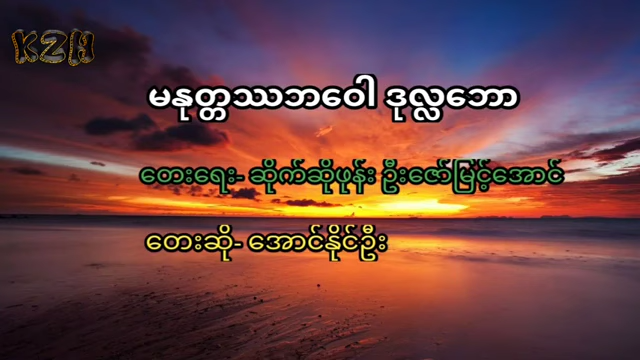 KZH
မနုတ္တဿဘဝေါ ဒုလ္လဘော
တေးရေး- ဆိုက်ဆိုဖုန်း ဦးဇော်မြင့်အောင်
တေးဆို- အောင်နိုင်ဦး